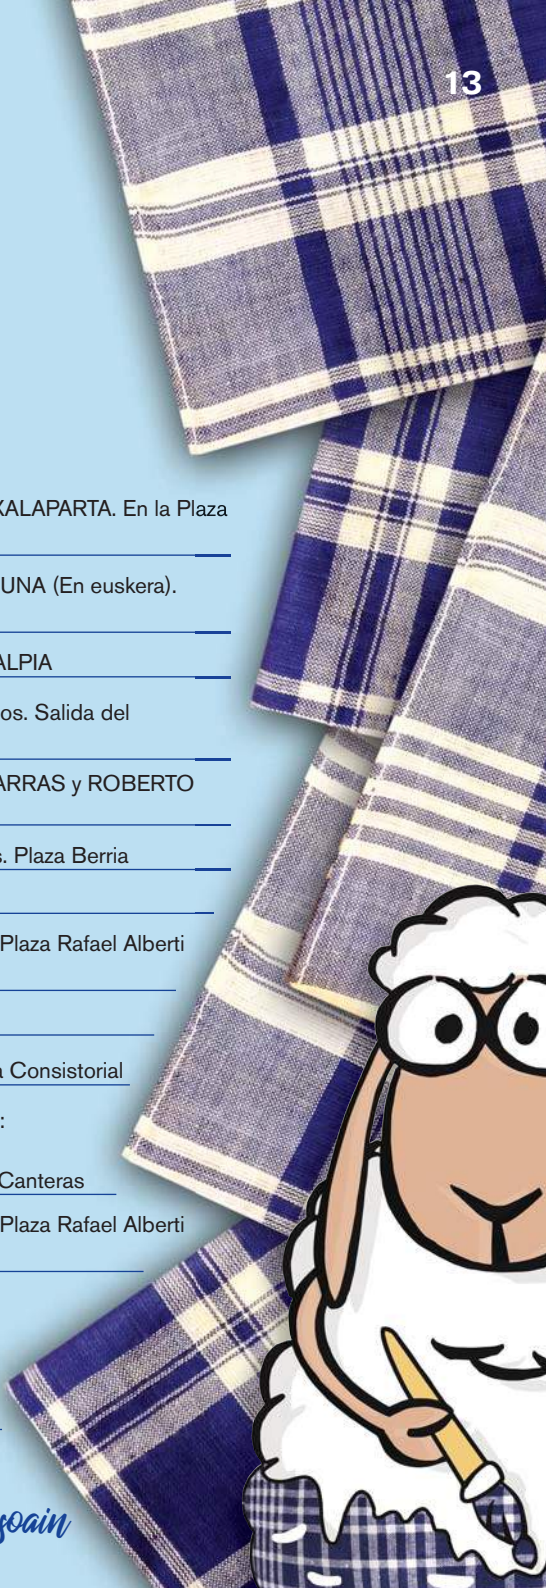 13
XALAPARTA. En la Plaza
UNA (En euskera).
ALPIA
os. Salida del
ARRAS y ROBERTO
s. Plaza Berria
Plaza Rafael Alberti
a Consistorial
:
Canteras
Plaza Rafael Alberti
soain